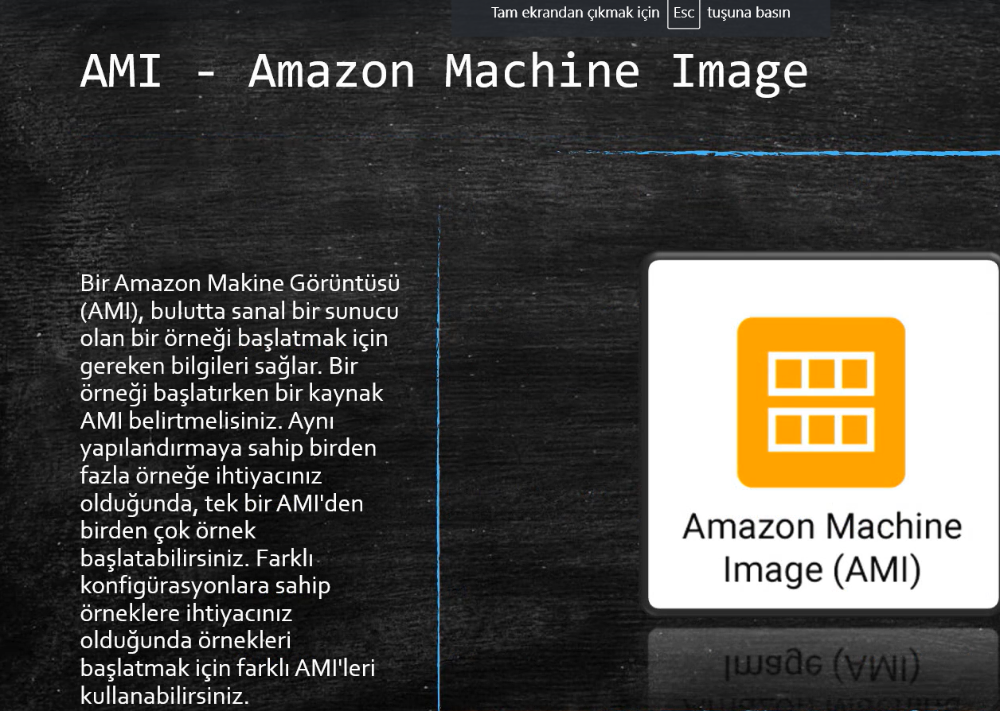 Tam ekrandan çıkmak için Esc tuşuna basın
AMI - Amazon Machine Image
Bir Amazon Makine Görüntüsü
(AMI), bulutta sanal bir sunucu
olan bir örneği başlatmak için
gereken bilgileri sağlar. Bir
örneği başlatırken bir kaynak
AMI belirtmelisiniz. Aynı
yapılandırmaya sahip birden
fazla örneğe ihtiyacınız
olduğunda, tek bir AMI'den
birden çok örnek
başlatabilirsiniz. Farklı
konfigürasyonlara sahip
örneklere ihtiyacınız
olduğunda örnekleri
başlatmak için farklı AMI'leri
kullanabilirsiniz.
Amazon Machine
Image (AMI)